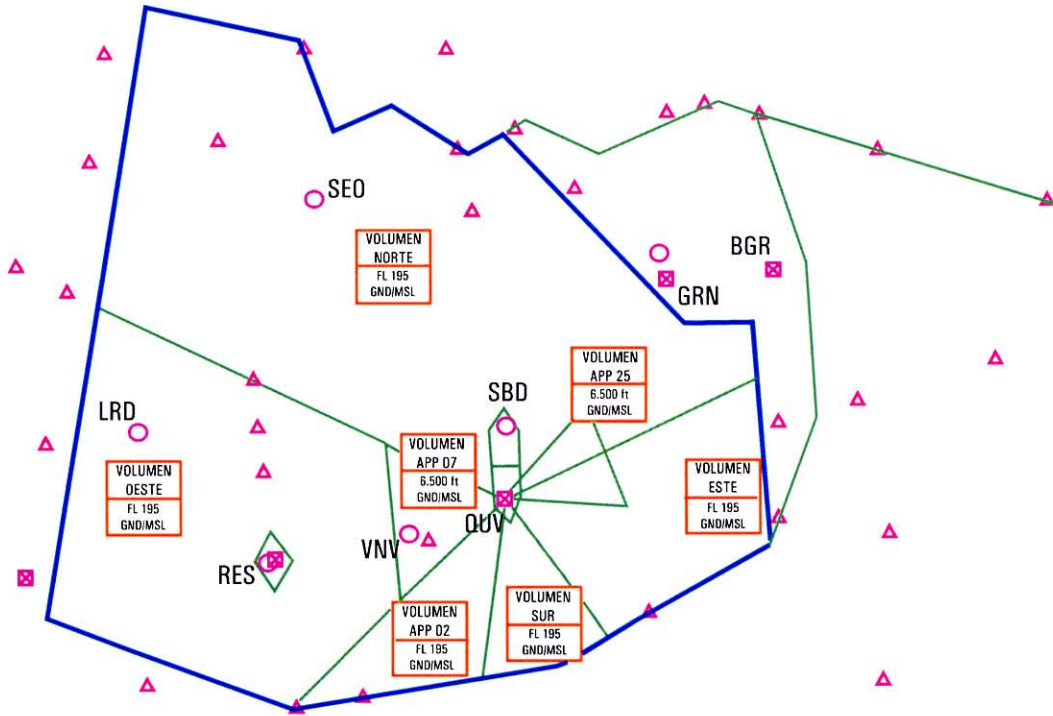 SEO
VOLUMEN
NORTE
FL 195
GND/MSL
BGR
GRN
VOLUMEN
APP 25
6.500 ft
GND/MSL
SBD
LRD
VOLUMEN
APP 07
6.500 ft
GND/MSL
VOLUMEN
OESTE
FL 195
GND/MSL
VOLUMEN
ESTE
FL 195
GND/MSL
QUV
VNV
RES
VOLUMEN
APP 02
FL 195
GND/MSL
VOLUMEN
SUR
FL 195
GND/MSL